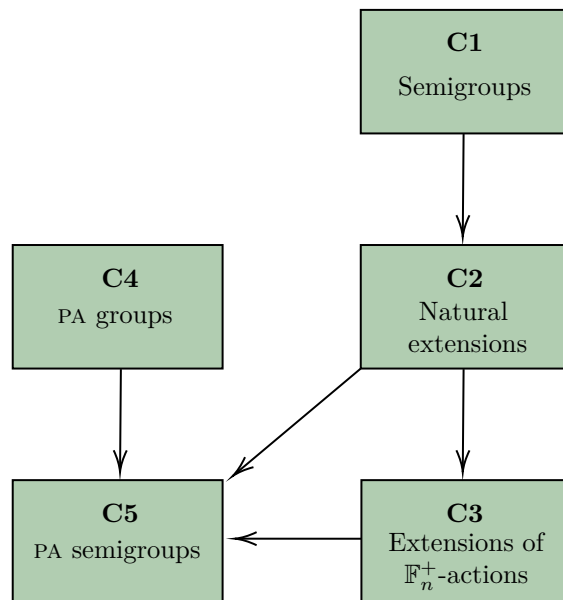 C1
Semigroups
C4
PA groups
C2
Natural
extensions
C5
PA semigroups
C3
Extensions of
𝔽ₙ⁺-actions